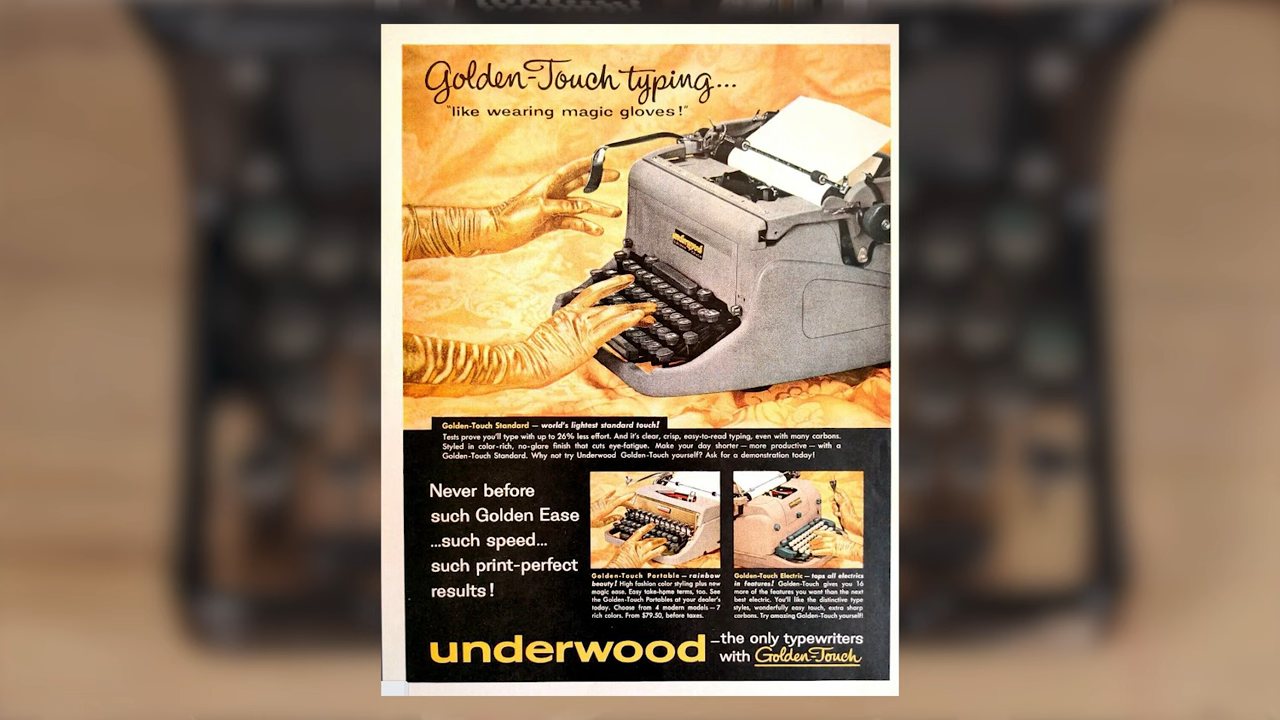 Golden-Touch typing...
"like wearing magic gloves!"
underwood
Golden-Touch Standard — world's lightest standard touch!
Tests prove you'll type with up to 26% less effort. And it's clear, crisp, easy-to-read typing, even with many carbons.
Styled in color-rich, no-glare finish that cuts eye-fatigue. Make your day shorter — more productive — with a
Golden-Touch Standard. Why not try Underwood Golden-Touch yourself? Ask for a demonstration today!
Never before
such Golden Ease
...such speed...
such print-perfect
results!
Golden-Touch Portable — rainbow
beauty! High fashion color styling plus new
magic ease. Easy take-home terms, too. See
the Golden-Touch Portables at your dealer's
today. Choose from 4 modern models — 7
rich colors. From $79.50, before taxes.
Golden-Touch Electric — tops all electrics
in features! Golden-Touch gives you 16
more of the features you want than the next
best electric. You'll like the distinctive type
styles, wonderfully easy touch, extra sharp
carbons. Try amazing Golden-Touch yourself!
underwood
...the only typewriters
with Golden-Touch